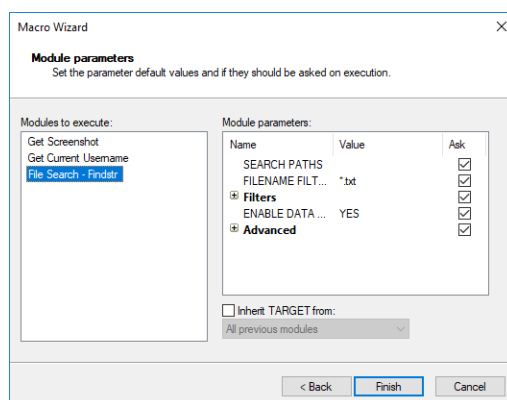 Macro Wizard
Module parameters
Set the parameter default values and if they should be asked on execution.
Modules to execute:
Get Screenshot
Get Current Username
File Search - Findstr
Module parameters:
Name Value Ask
SEARCH PATHS
FILENAME FILT... *.txt
Filters
ENABLE DATA ... YES
Advanced
Inherit TARGET from:
All previous modules
< Back Finish Cancel